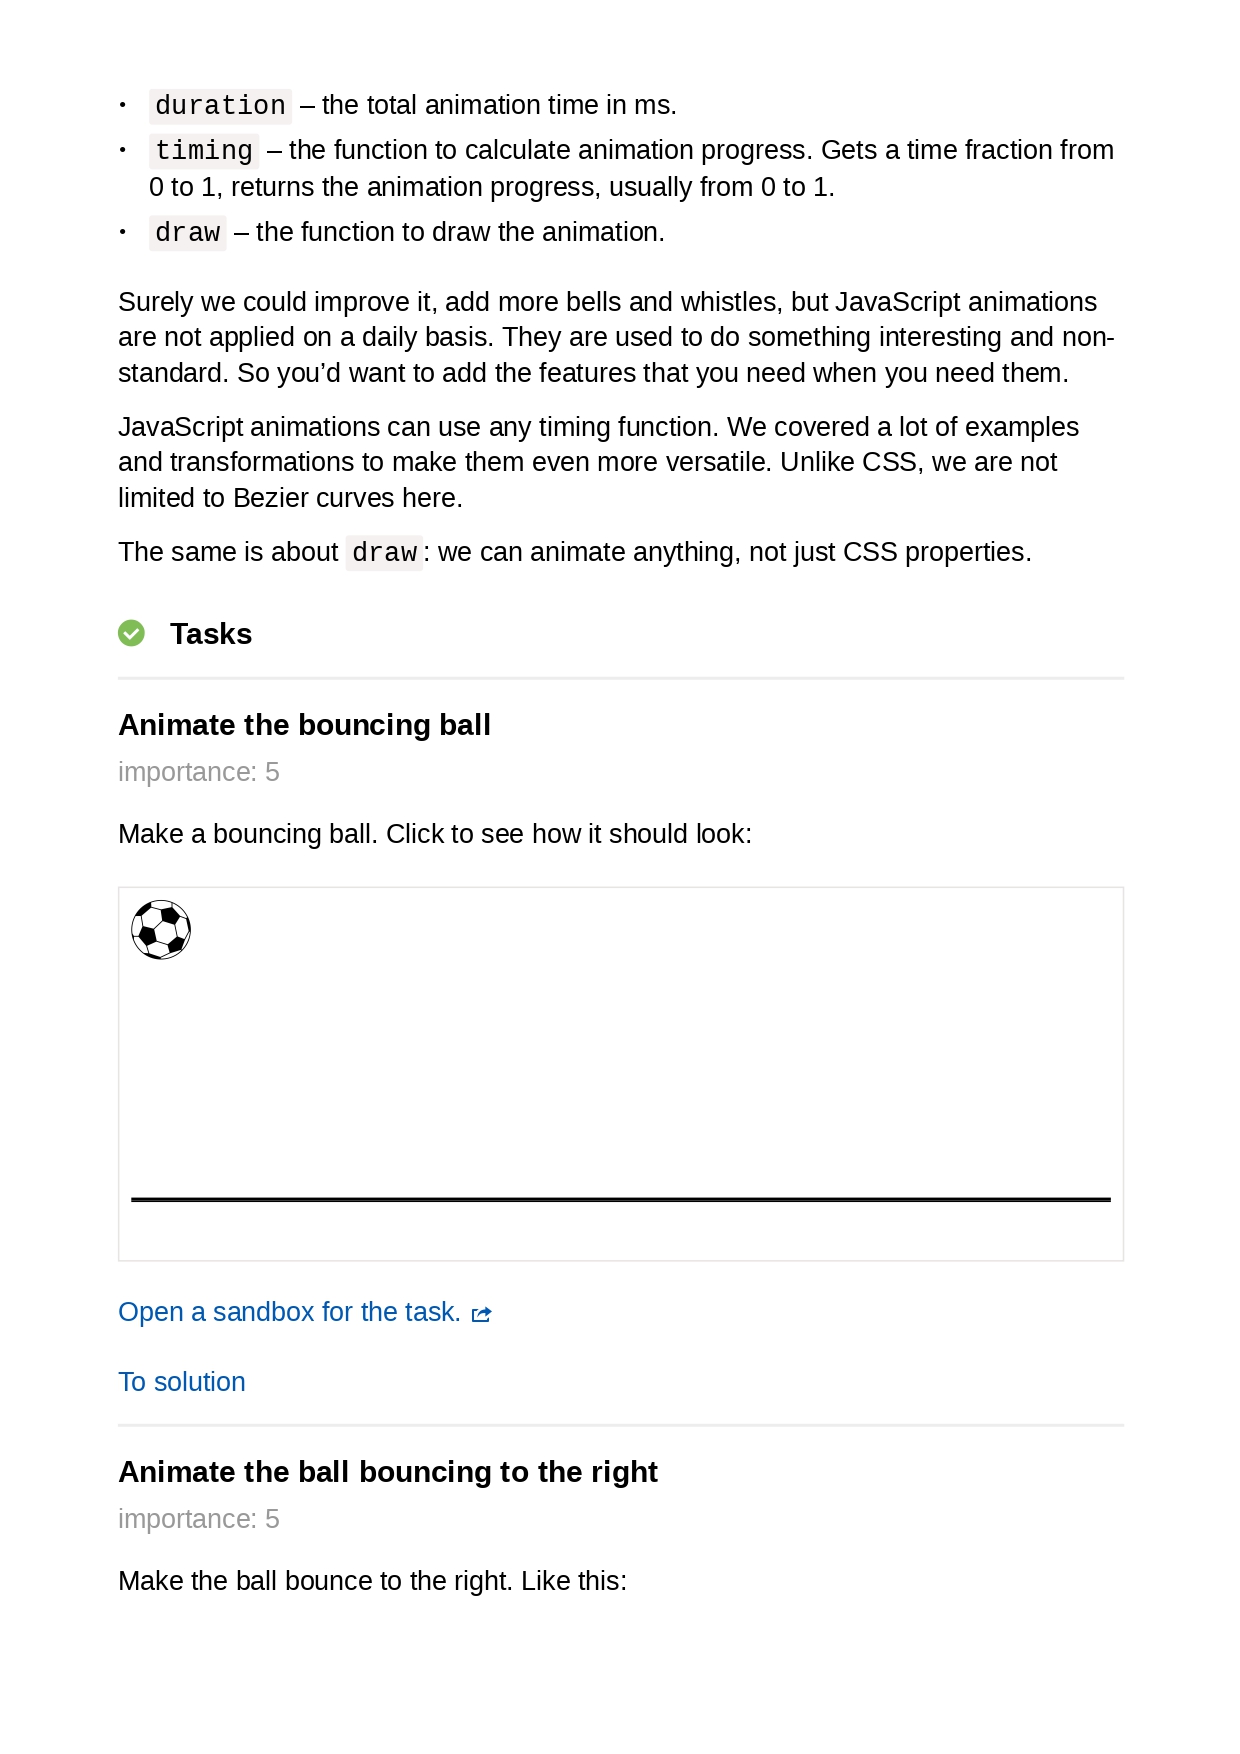 • duration – the total animation time in ms.
• timing – the function to calculate animation progress. Gets a time fraction from
0 to 1, returns the animation progress, usually from 0 to 1.
• draw – the function to draw the animation.
Surely we could improve it, add more bells and whistles, but JavaScript animations
are not applied on a daily basis. They are used to do something interesting and non-
standard. So you’d want to add the features that you need when you need them.
JavaScript animations can use any timing function. We covered a lot of examples
and transformations to make them even more versatile. Unlike CSS, we are not
limited to Bezier curves here.
The same is about draw: we can animate anything, not just CSS properties.
Tasks
Animate the bouncing ball
importance: 5
Make a bouncing ball. Click to see how it should look:
Open a sandbox for the task.
To solution
Animate the ball bouncing to the right
importance: 5
Make the ball bounce to the right. Like this: